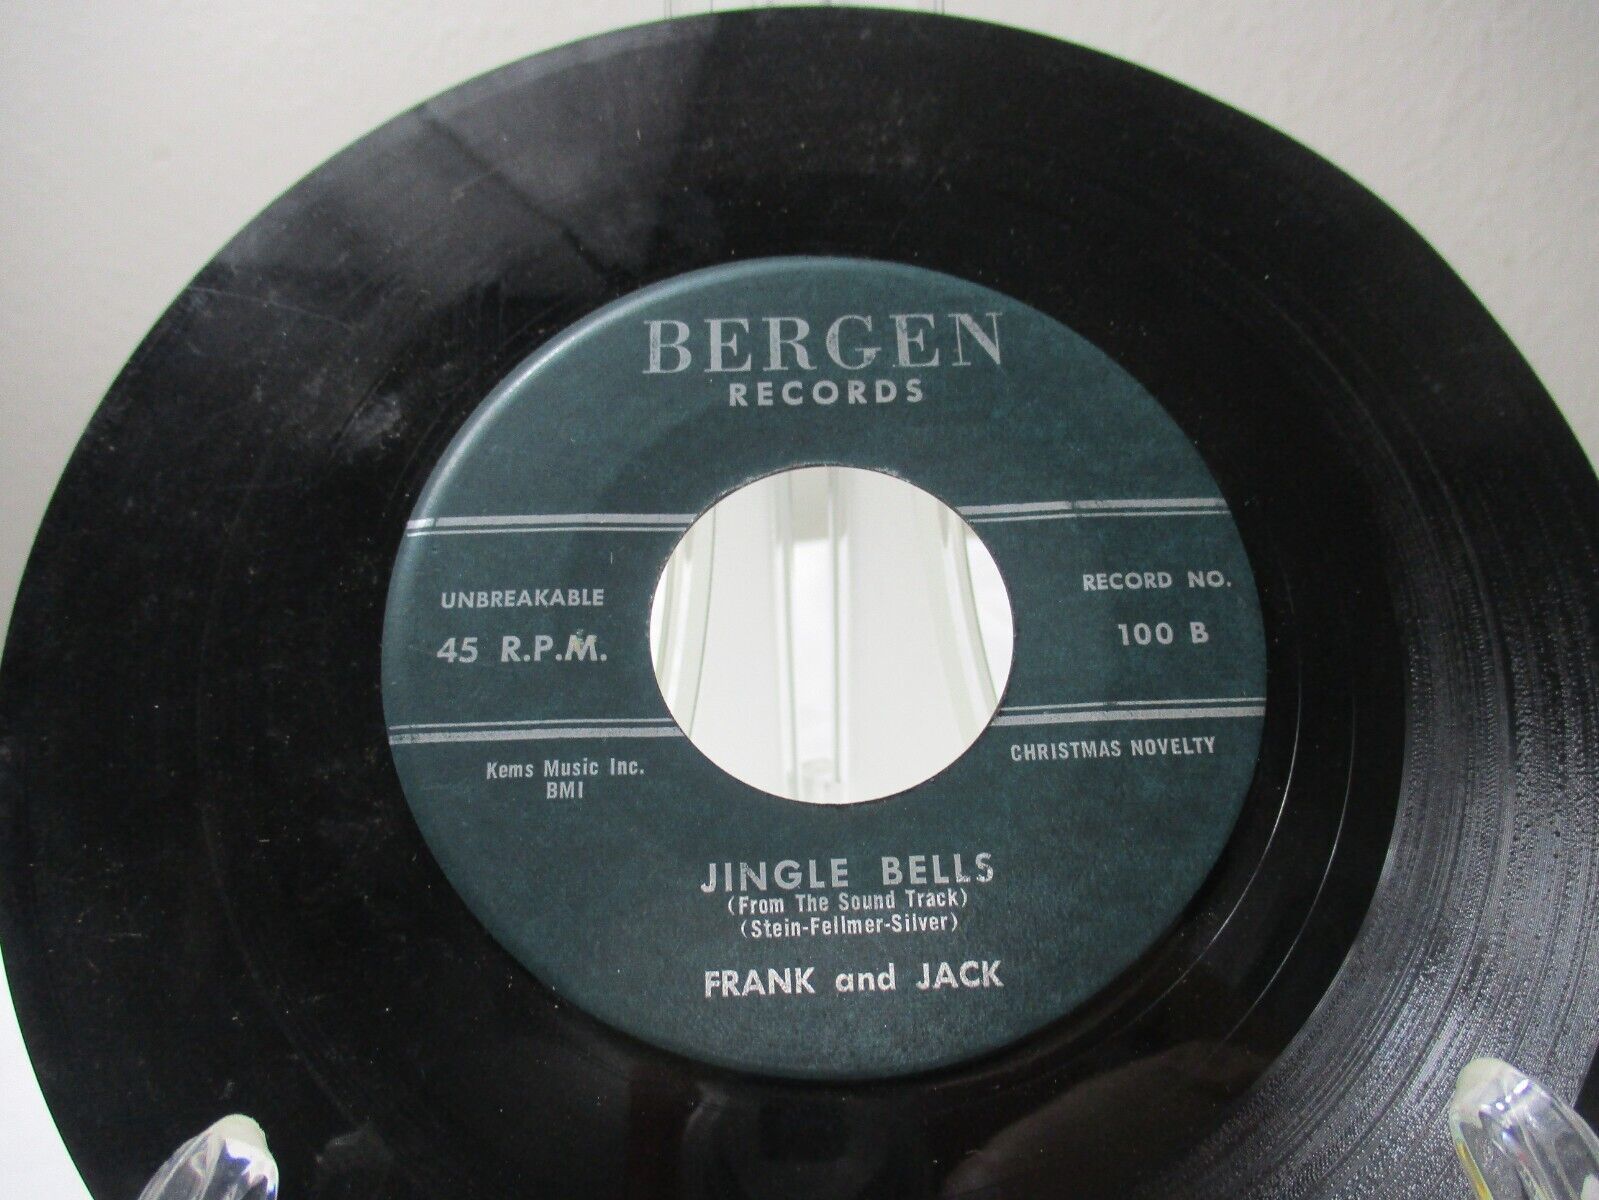 BERGEN
RECORDS
UNBREAKABLE
45 R.P.M.
RECORD NO.
100 B
Kems Music Inc.
BMI
CHRISTMAS NOVELTY
JINGLE BELLS
(From The Sound Track)
(Stein-Fellmer-Silver)
FRANK and JACK